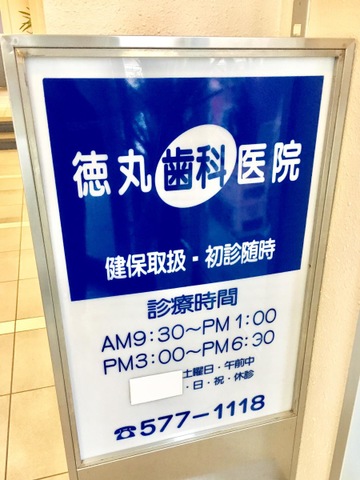 徳丸歯科医院
健保取扱・初診随時
診療時間
AM9:30〜PM1:00
PM3:00〜PM6:30
土曜日・午前中
・日・祝・休診
☎577-1118